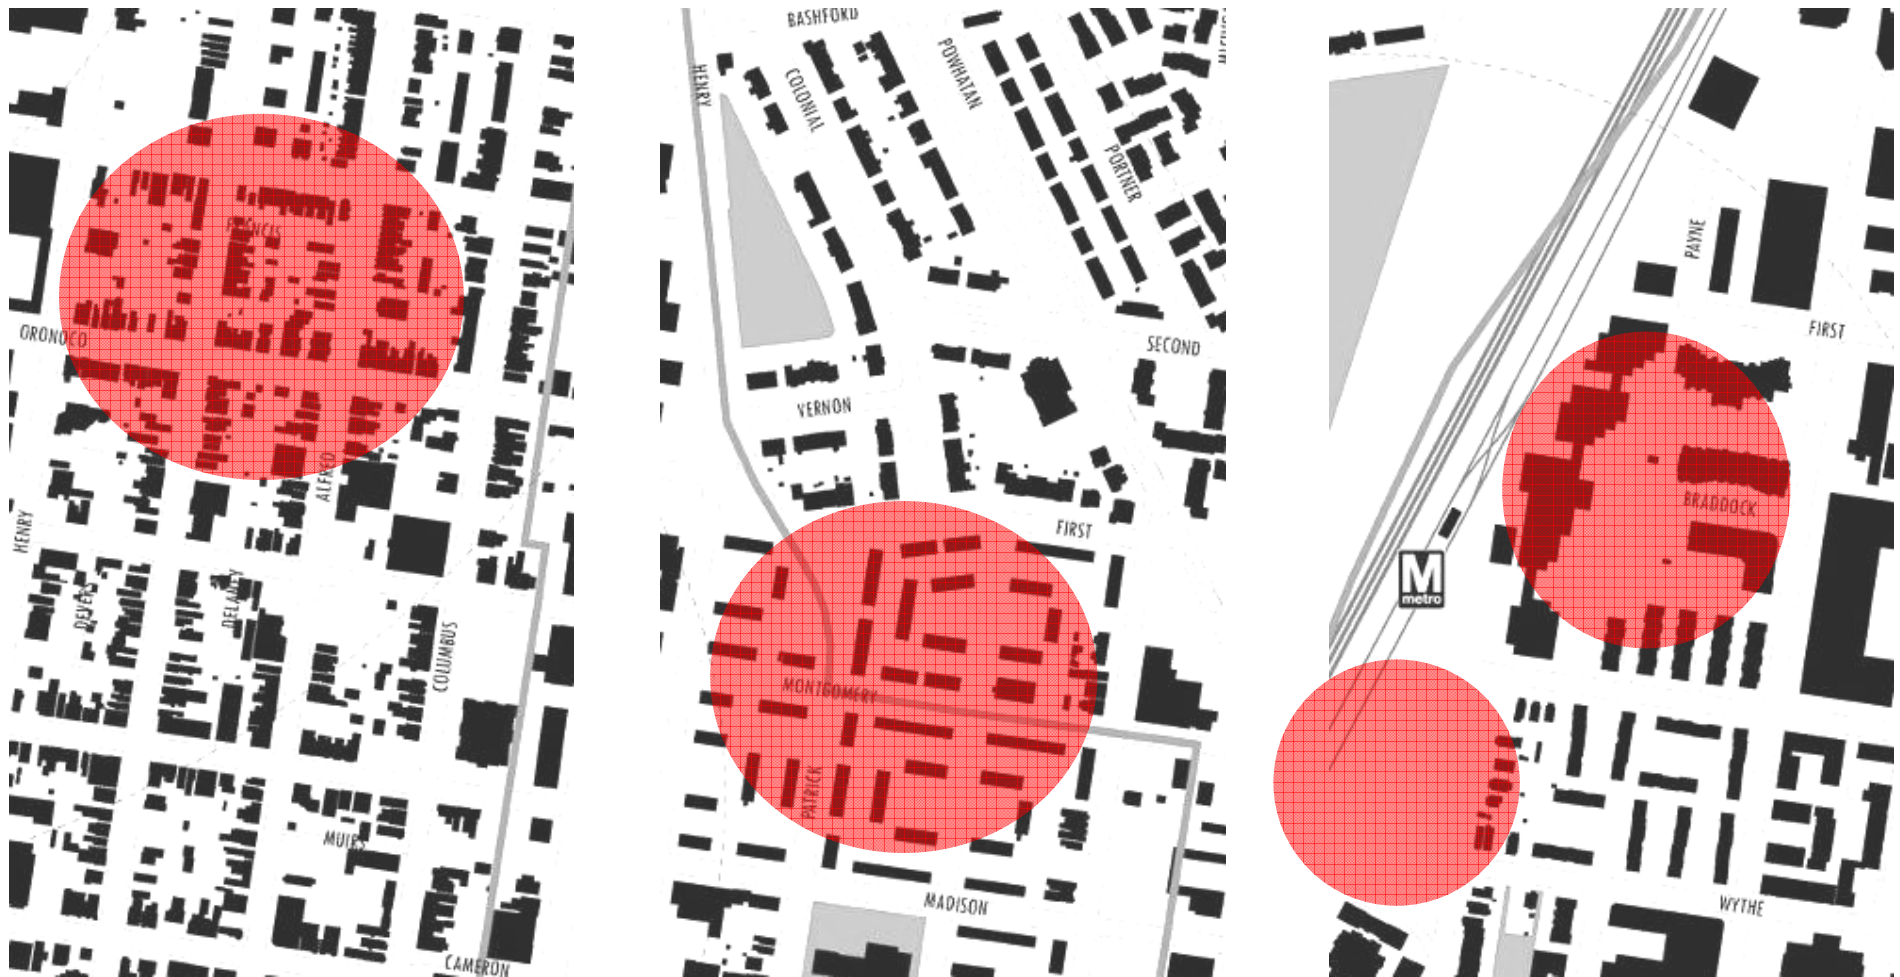 FRANCIS
ORONOCO
ALFRED
HENRY
DEVERS
DELANEY
COLUMBUS
MUIRS
CAMERON
BASHFORD
HENRY
COLONIAL
POWHATAN
PORTNER
SECOND
VERNON
FIRST
MONTGOMERY
PATRICK
MADISON
PAYNE
FIRST
BRADDOCK
M
metro
WYTHE